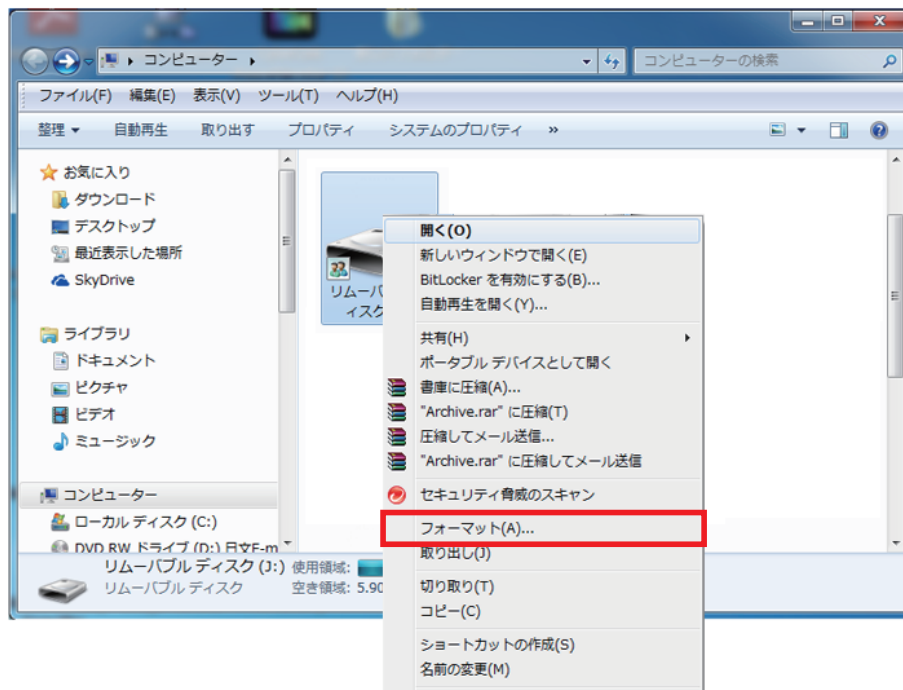 コンピューター
コンピューターの検索
ファイル(F) 編集(E) 表示(V) ツール(T) ヘルプ(H)
整理 自動再生 取り出す プロパティ システムのプロパティ »
お気に入り
ダウンロード
デスクトップ
最近表示した場所
SkyDrive
ライブラリ
ドキュメント
ピクチャ
ビデオ
ミュージック
コンピューター
ローカル ディスク (C:)
DVD RW ドライブ (D:) 日文F-m
リムーバ
ィスク
開く(O)
新しいウィンドウで開く(E)
BitLocker を有効にする(B)...
自動再生を開く(Y)...
共有(H)
ポータブル デバイスとして開く
書庫に圧縮(A)...
"Archive.rar" に圧縮(T)
圧縮してメール送信...
"Archive.rar" に圧縮してメール送信
セキュリティ脅威のスキャン
フォーマット(A)...
取り出し(J)
切り取り(T)
コピー(C)
ショートカットの作成(S)
名前の変更(M)
リムーバブル ディスク (J:) 使用領域:
リムーバブル ディスク 空き領域: 5.90